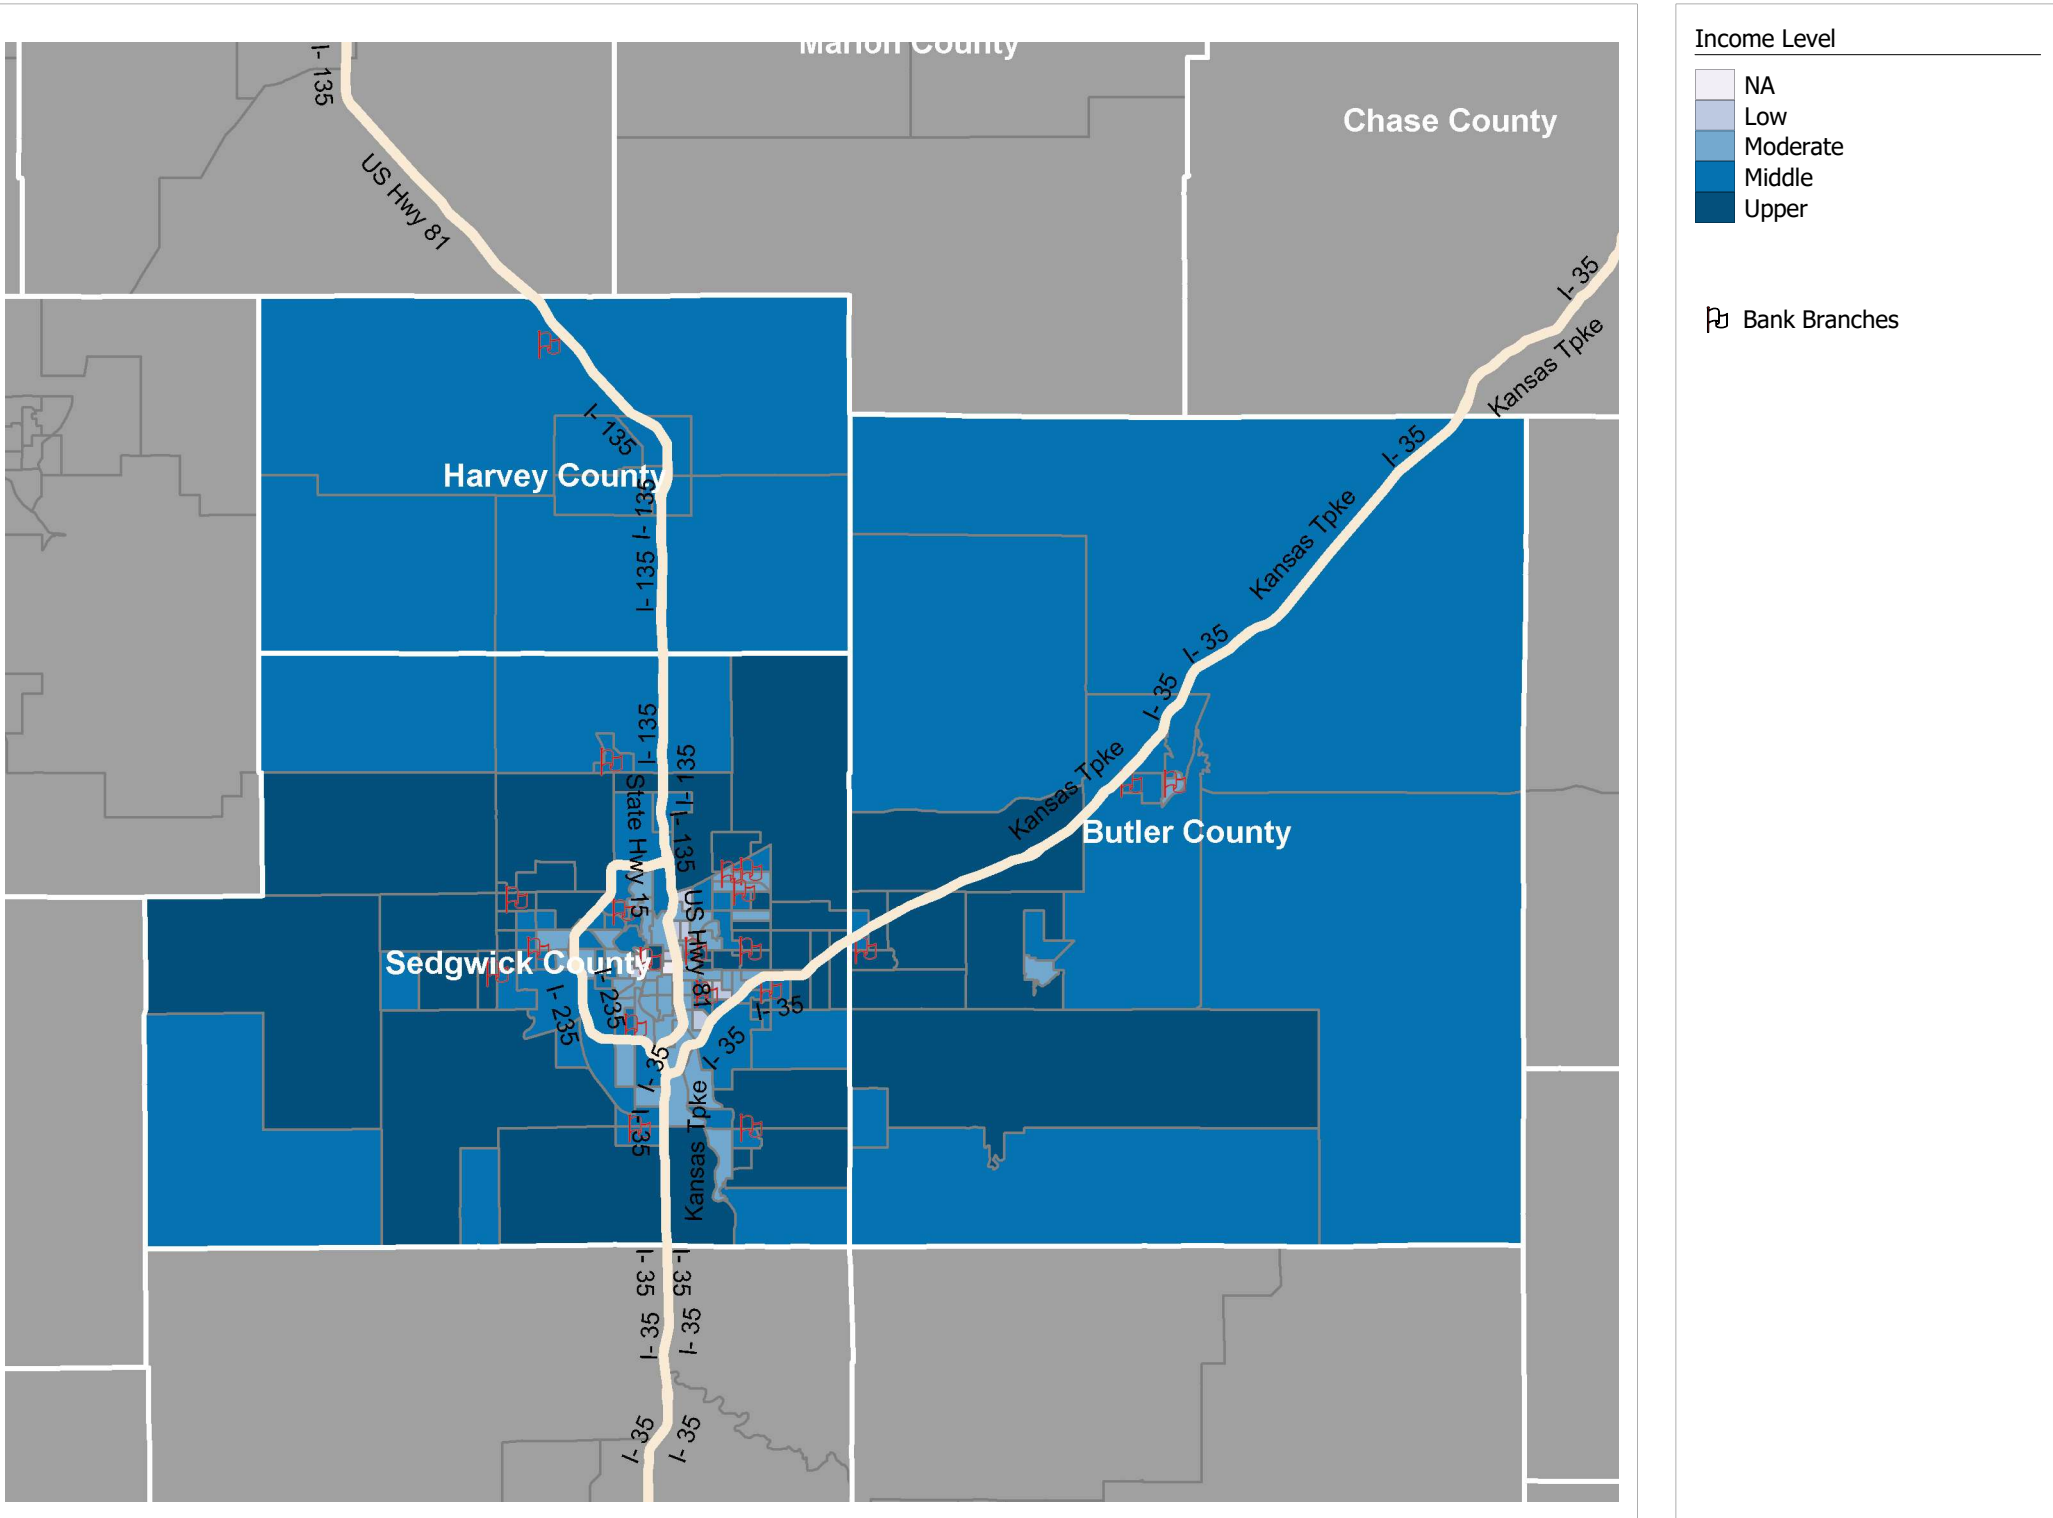 Marion County
Chase County
I- 135
US Hwy 81
I- 35
Kansas Tpke
I- 135
Harvey County
I- 135
I- 135
I- 35
Kansas Tpke
I- 35
I- 35
Kansas Tpke
Butler County
I- 135
I- 135
State Hwy 15
I- 135
US Hwy 81
Sedgwick County
I- 235
I- 235
I- 35
I- 35
I- 35
I- 35
Kansas Tpke
I- 35
I- 35
I- 35
I- 35
I- 35
I- 35
Income Level
NA
Low
Moderate
Middle
Upper
Bank Branches